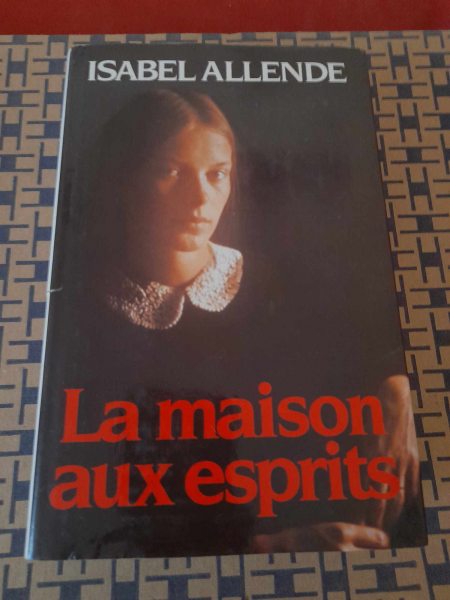 ISABEL ALLENDE
La maison
aux esprits